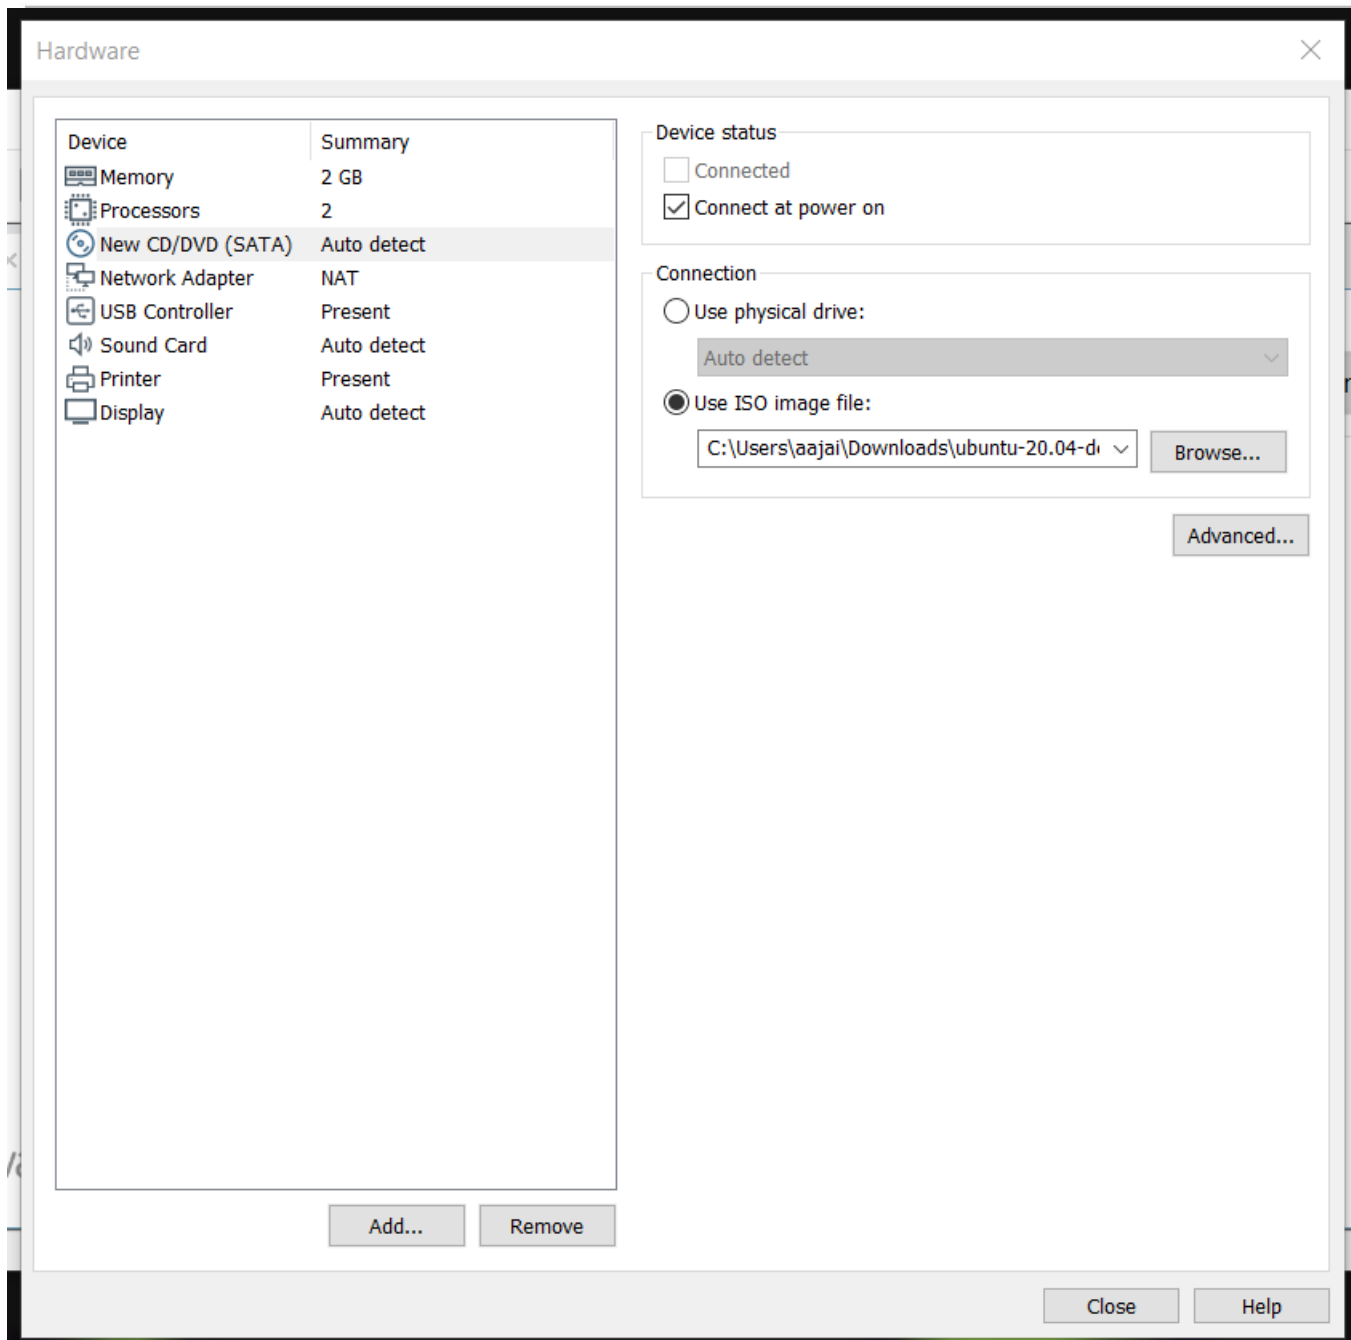 Hardware
Device Summary
Memory 2 GB
Processors 2
New CD/DVD (SATA) Auto detect
Network Adapter NAT
USB Controller Present
Sound Card Auto detect
Printer Present
Display Auto detect
Add... Remove
Device status
Connected
Connect at power on
Connection
Use physical drive:
Auto detect
Use ISO image file:
C:\Users\aajai\Downloads\ubuntu-20.04-d
Browse...
Advanced...
Close Help